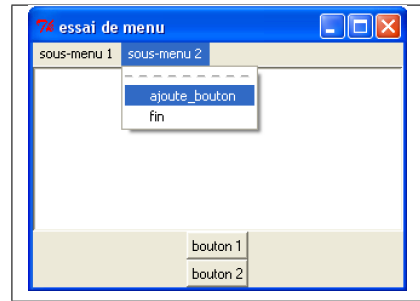 essai de menu
sous-menu 1 sous-menu 2
ajoute_bouton
fin
bouton 1
bouton 2